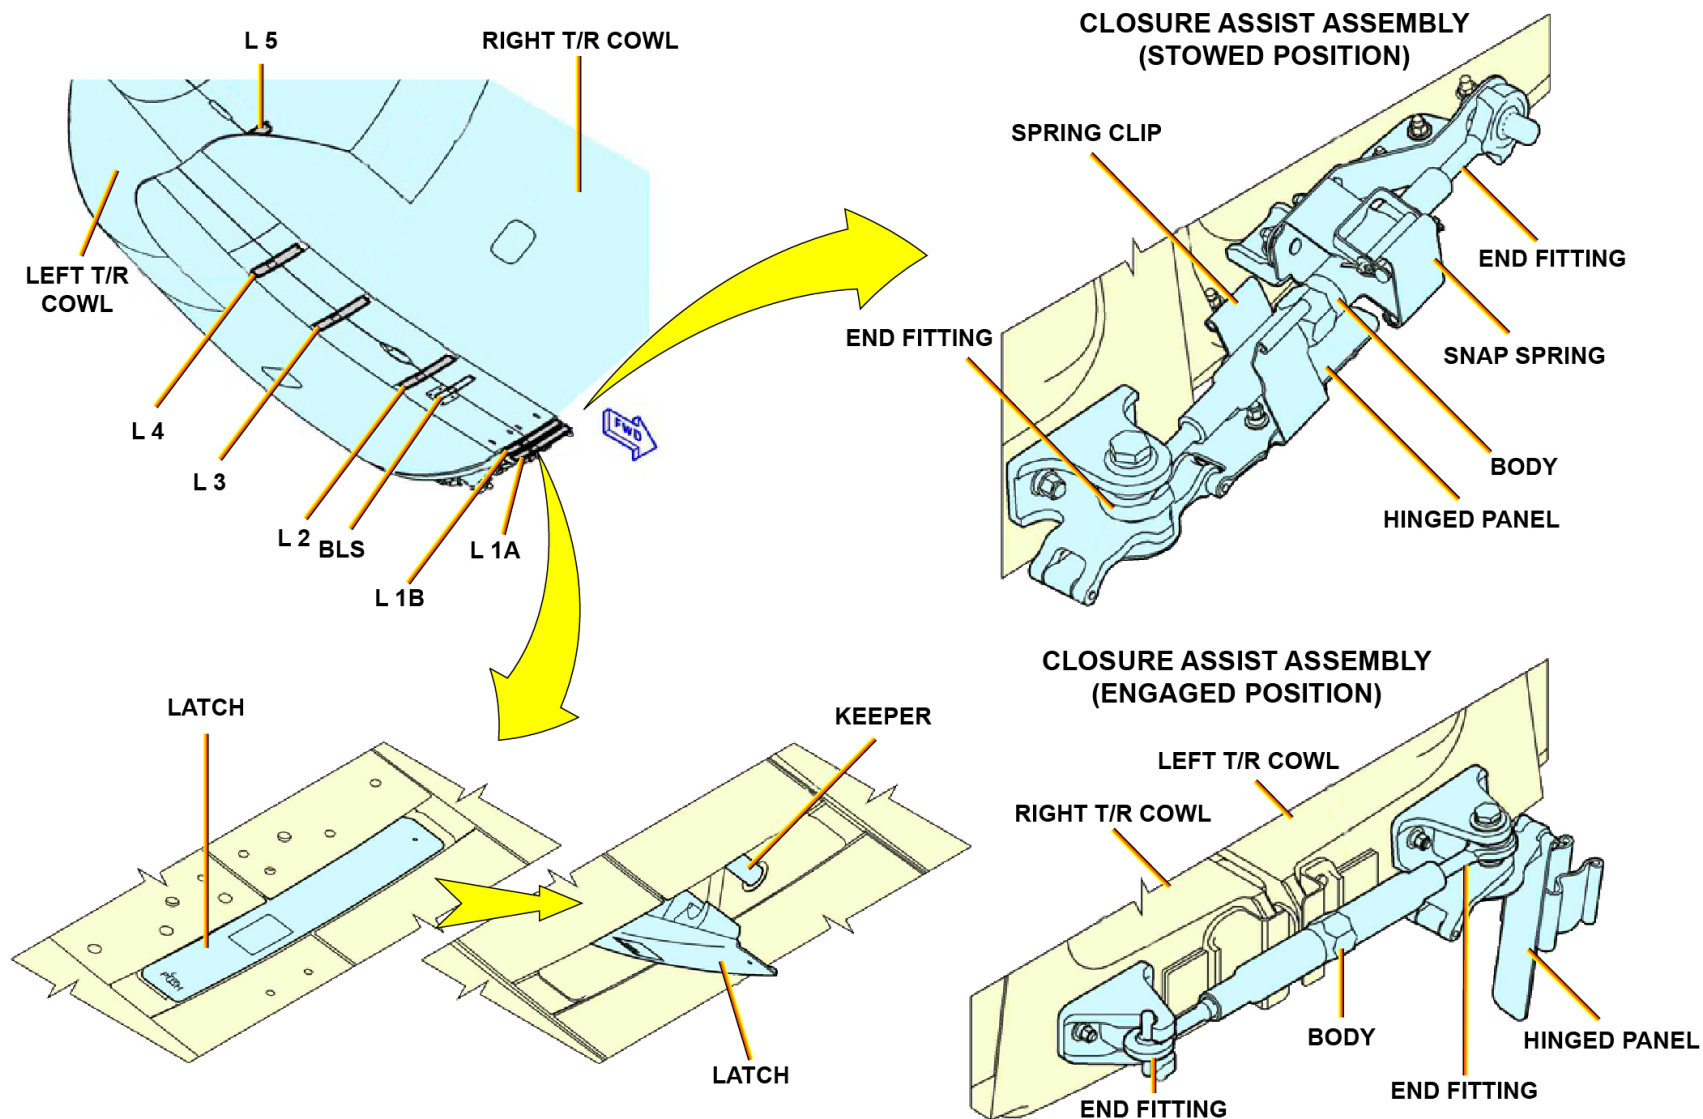 L 5
RIGHT T/R COWL
LEFT T/R
COWL
L 4
L 3
L 2
BLS
L 1B
L 1A
FWD
CLOSURE ASSIST ASSEMBLY
(STOWED POSITION)
SPRING CLIP
END FITTING
END FITTING
SNAP SPRING
BODY
HINGED PANEL
LATCH
KEEPER
LATCH
CLOSURE ASSIST ASSEMBLY
(ENGAGED POSITION)
LEFT T/R COWL
RIGHT T/R COWL
BODY
HINGED PANEL
END FITTING
END FITTING